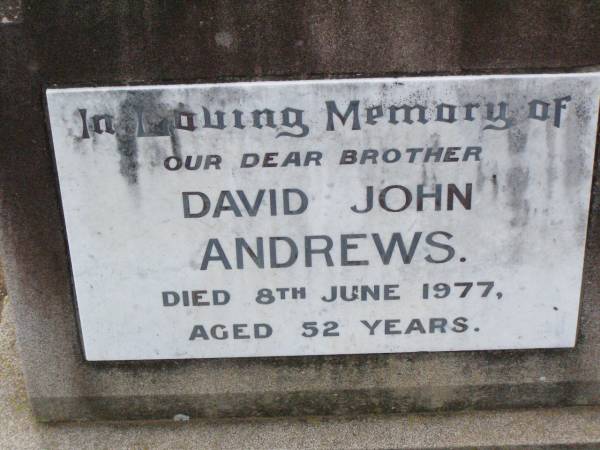 In Loving Memory of
OUR DEAR BROTHER
DAVID JOHN
ANDREWS.
DIED 8TH JUNE 1977,
AGED 52 YEARS.